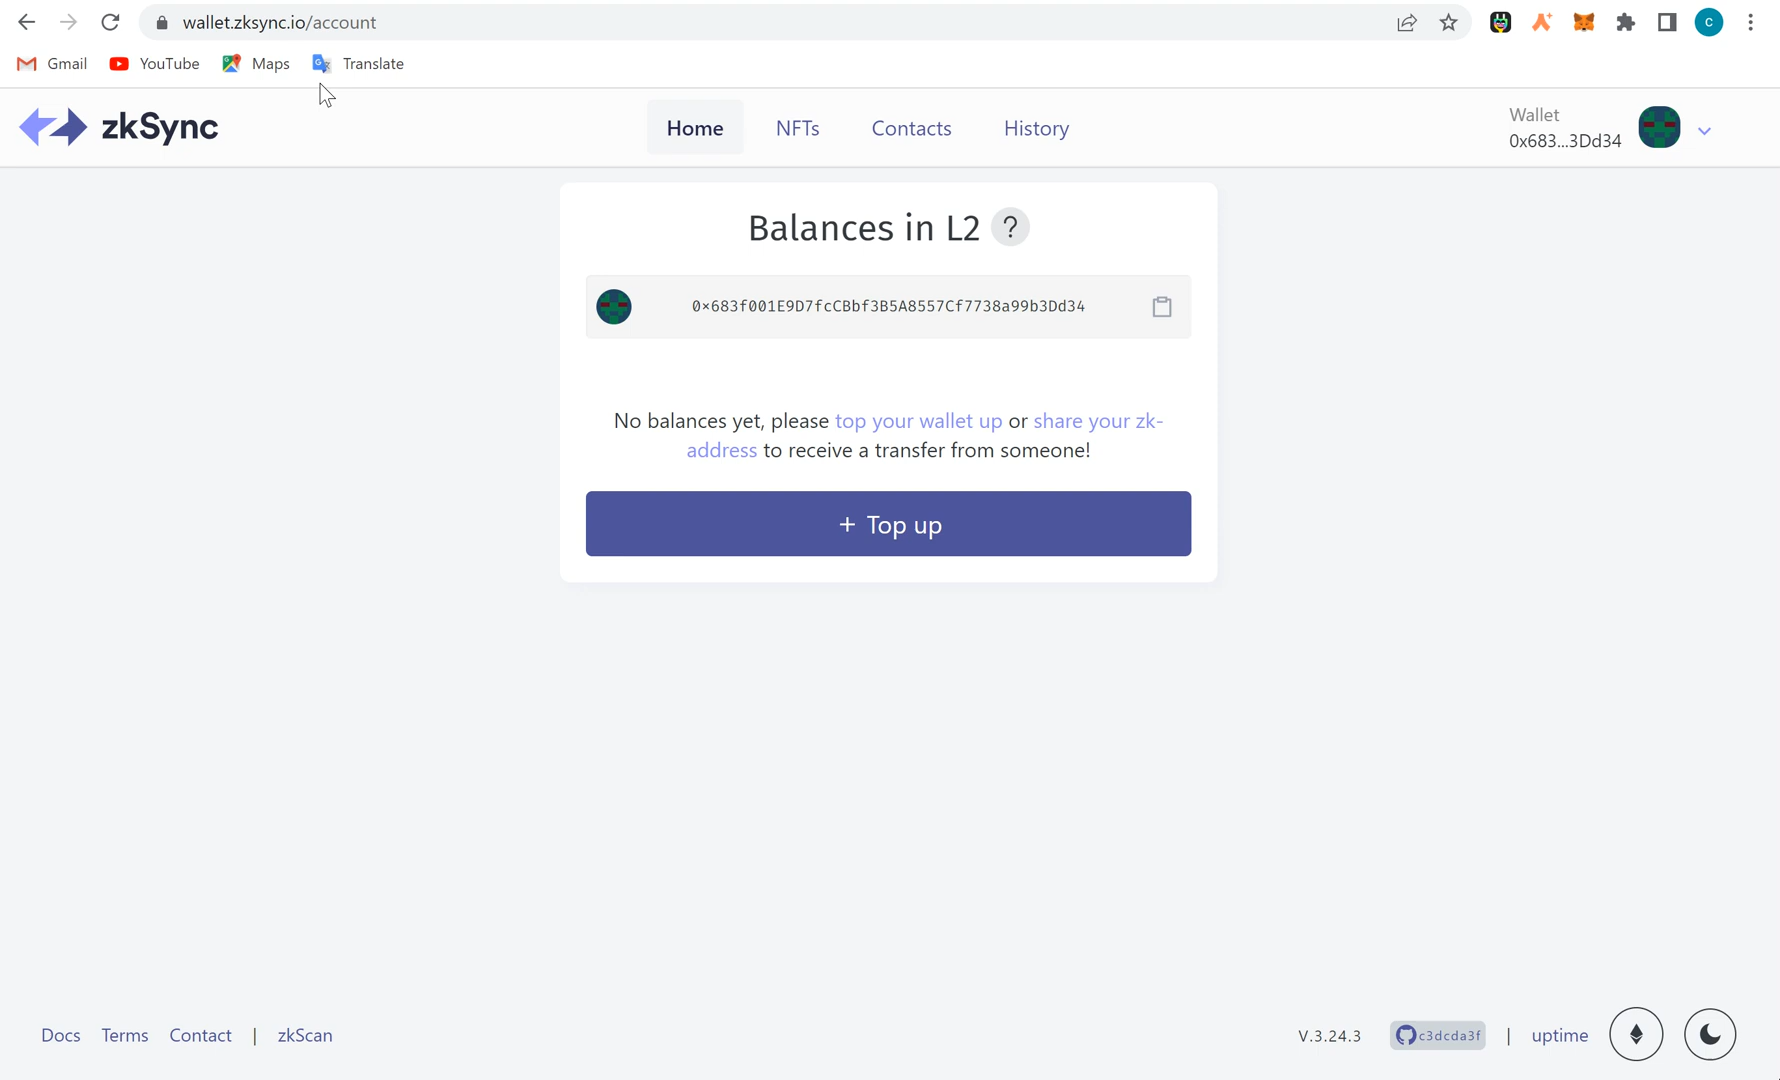 wallet.zksync.io/account
C
Gmail YouTube Maps Translate
zkSync
Home NFTs Contacts History
Wallet
0x683...3Dd34
Balances in L2 ?
0×683f001E9D7fcCBbf3B5A8557Cf7738a99b3Dd34
No balances yet, please top your wallet up or share your zk-
address to receive a transfer from someone!
+ Top up
Docs Terms Contact | zkScan
V.3.24.3 c3dcda3f | uptime